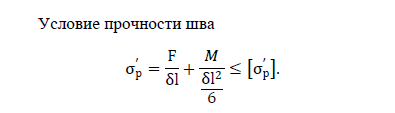 Условие прочности шва
σ′ₚ = F/δl + M/(δl²/6) ≤ [σ′ₚ].